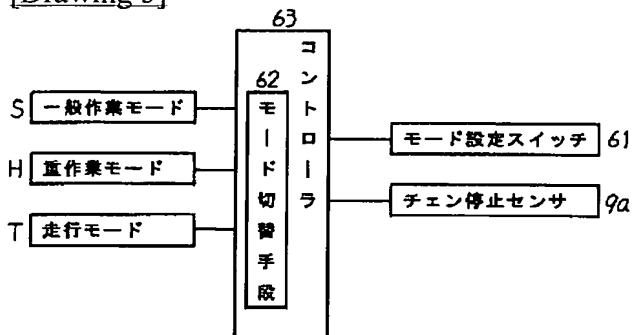 63
コントローラ
62
モード切替手段
S 一般作業モード
H 重作業モード
T 走行モード
モード設定スイッチ 61
チェン停止センサ 9a